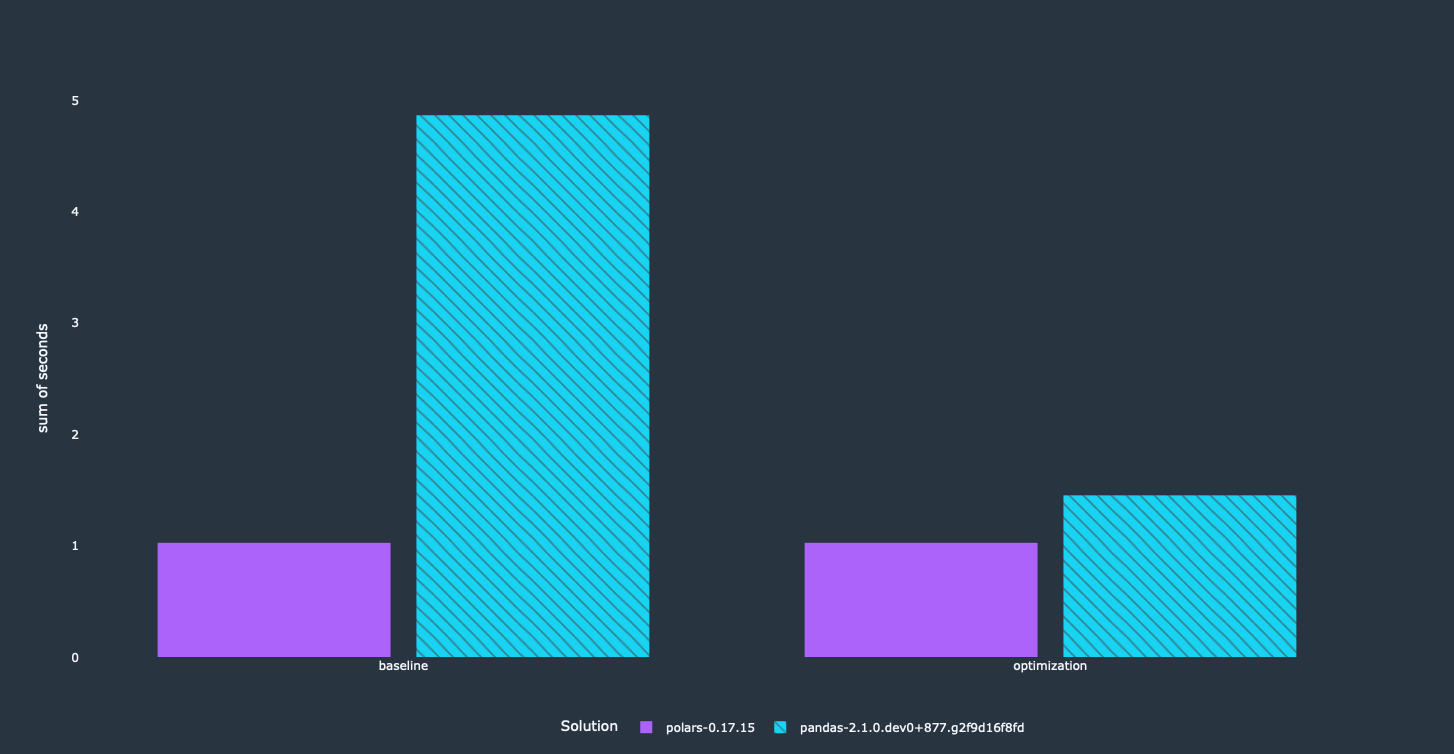 5
4
3
2
1
0
sum of seconds
baseline
optimization
Solution
polars-0.17.15
pandas-2.1.0.dev0+877.g2f9d16f8fd